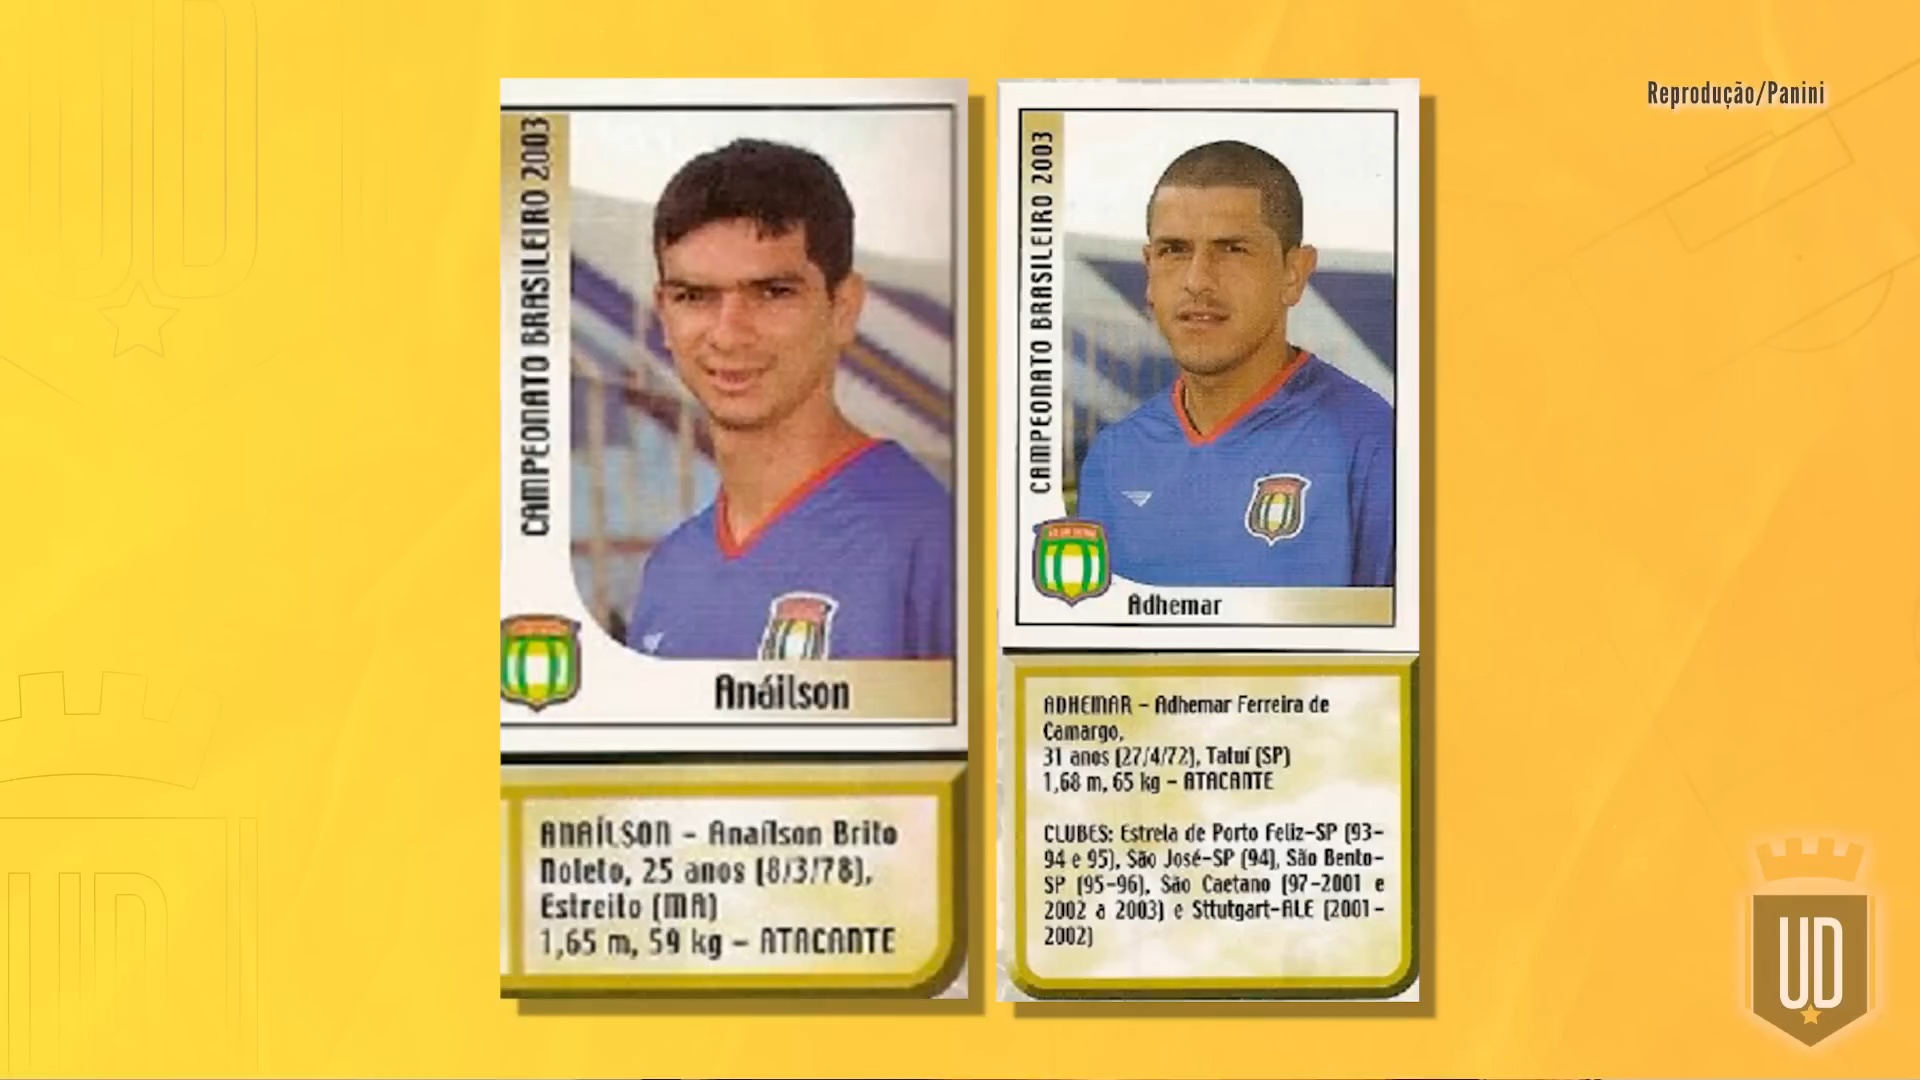 Reprodução/Panini
CAMPEONATO BRASILEIRO 2003
Anáilson
ANAÍLSON – Anaílson Brito
Noleto, 25 anos (8/3/78),
Estreito (MA)
1,65 m, 59 kg – ATACANTE
CAMPEONATO BRASILEIRO 2003
Adhemar
ADHEMAR – Adhemar Ferreira de
Camargo,
31 anos (27/4/72), Tatuí (SP)
1,68 m, 65 kg – ATACANTE
CLUBES: Estrela de Porto Feliz-SP (93-
94 e 95), São José-SP (94), São Bento-
SP (95-96), São Caetano (97-2001 e
2002 a 2003) e Sttutgart-ALE (2001-
2002)
UD